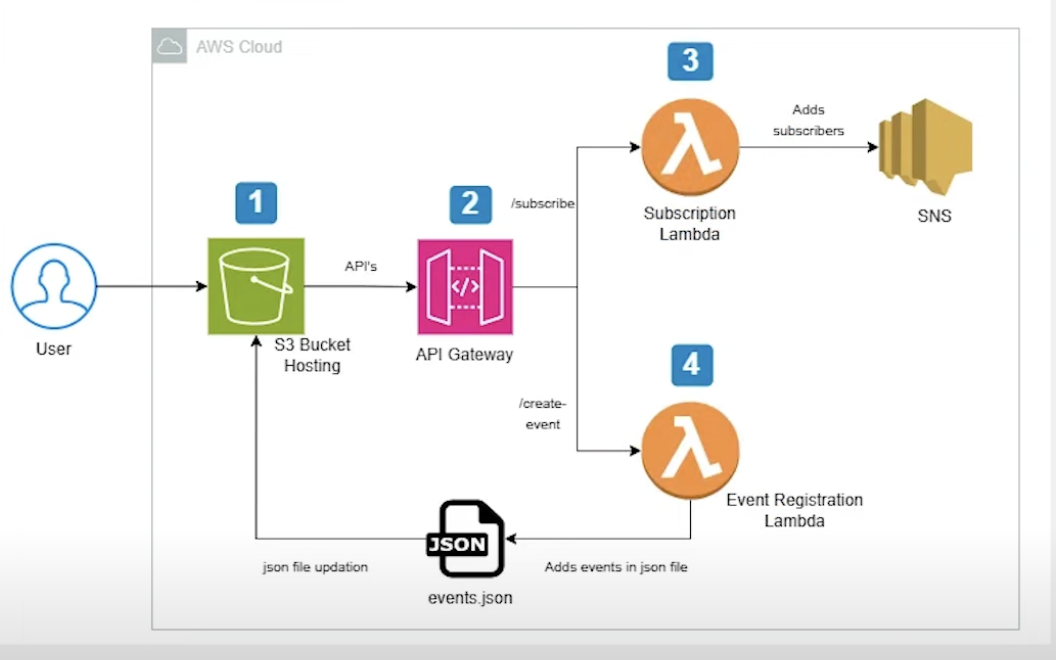 AWS Cloud
3
Adds
subscribers
1
2
/subscribe
Subscription
Lambda
SNS
API's
</>
User
S3 Bucket
Hosting
API Gateway
4
/create-
event
Event Registration
Lambda
JSON
json file updation
Adds events in json file
events.json